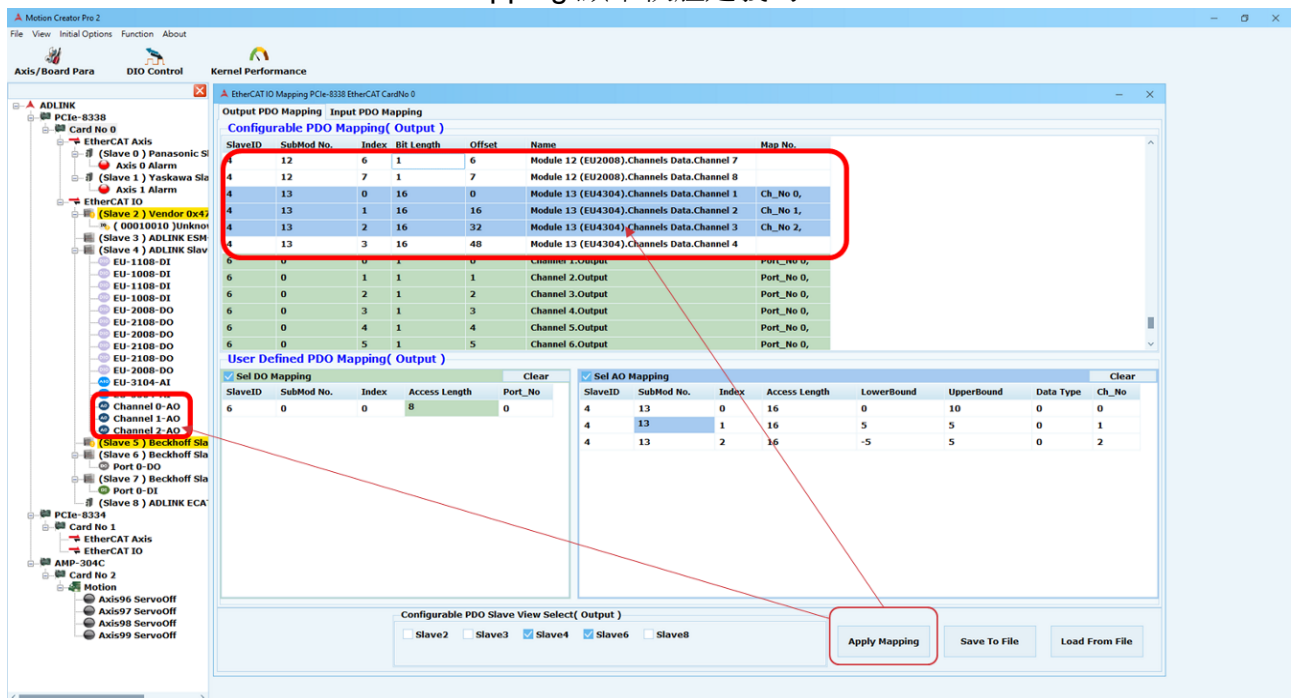 Motion Creator Pro 2
File View Initial Options Function About
Axis/Board Para DIO Control Kernel Performance
ADLINK
PCIe-8338
Card No 0
EtherCAT Axis
(Slave 0 ) Panasonic
Axis 0 Alarm
(Slave 1 ) Yaskawa Sla
Axis 1 Alarm
EtherCAT IO
(Slave 2 ) Vendor 0x47
( 00010010 )Unknow
(Slave 3 ) ADLINK ESM
(Slave 4 ) ADLINK Slav
EU-1108-DI
EU-1008-DI
EU-1108-DI
EU-1008-DI
EU-2008-DO
EU-2108-DO
EU-2008-DO
EU-2108-DO
EU-2108-DO
EU-2008-DO
EU-3104-AI
Channel 0-AO
Channel 1-AO
Channel 2-AO
(Slave 5 ) Beckhoff Sla
(Slave 6 ) Beckhoff Sla
Port 0-DO
(Slave 7 ) Beckhoff Sla
Port 0-DI
(Slave 8 ) ADLINK ECA
PCIe-8334
Card No 1
EtherCAT Axis
EtherCAT IO
AMP-304C
Card No 2
Motion
Axis96 ServoOff
Axis97 ServoOff
Axis98 ServoOff
Axis99 ServoOff
EtherCAT IO Mapping PCIe-8338 EtherCAT CardNo 0
Output PDO Mapping Input PDO Mapping
Configurable PDO Mapping( Output )
SlaveID SubMod No. Index Bit Length Offset Name Map No.
4 12 6 1 6 Module 12 (EU2008).Channels Data.Channel 7
4 12 7 1 7 Module 12 (EU2008).Channels Data.Channel 8
4 13 0 16 0 Module 13 (EU4304).Channels Data.Channel 1 Ch_No 0,
4 13 1 16 16 Module 13 (EU4304).Channels Data.Channel 2 Ch_No 1,
4 13 2 16 32 Module 13 (EU4304).Channels Data.Channel 3 Ch_No 2,
4 13 3 16 48 Module 13 (EU4304).Channels Data.Channel 4
6 0 0 1 0 Channel 1.Output Port_No 0,
6 0 1 1 1 Channel 2.Output Port_No 0,
6 0 2 1 2 Channel 3.Output Port_No 0,
6 0 3 1 3 Channel 4.Output Port_No 0,
6 0 4 1 4 Channel 5.Output Port_No 0,
6 0 5 1 5 Channel 6.Output Port_No 0,
User Defined PDO Mapping( Output )
Sel DO Mapping Clear
SlaveID SubMod No. Index Access Length Port_No
6 0 0 8 0
Sel AO Mapping Clear
SlaveID SubMod No. Index Access Length LowerBound UpperBound Data Type Ch_No
4 13 0 16 0 10 0 0
4 13 1 16 5 5 0 1
4 13 2 16 -5 5 0 2
Configurable PDO Slave View Select( Output )
Slave2 Slave3 Slave4 Slave6 Slave8
Apply Mapping Save To File Load From File